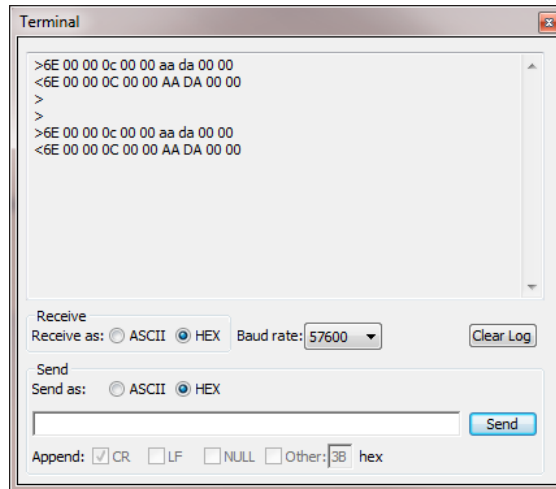 Terminal
>6E 00 00 0c 00 00 aa da 00 00
<6E 00 00 0C 00 00 AA DA 00 00
>
>
>6E 00 00 0c 00 00 aa da 00 00
<6E 00 00 0C 00 00 AA DA 00 00
Receive
Receive as: ASCII HEX Baud rate: 57600 Clear Log
Send
Send as: ASCII HEX
Send
Append: CR LF NULL Other: 3B hex